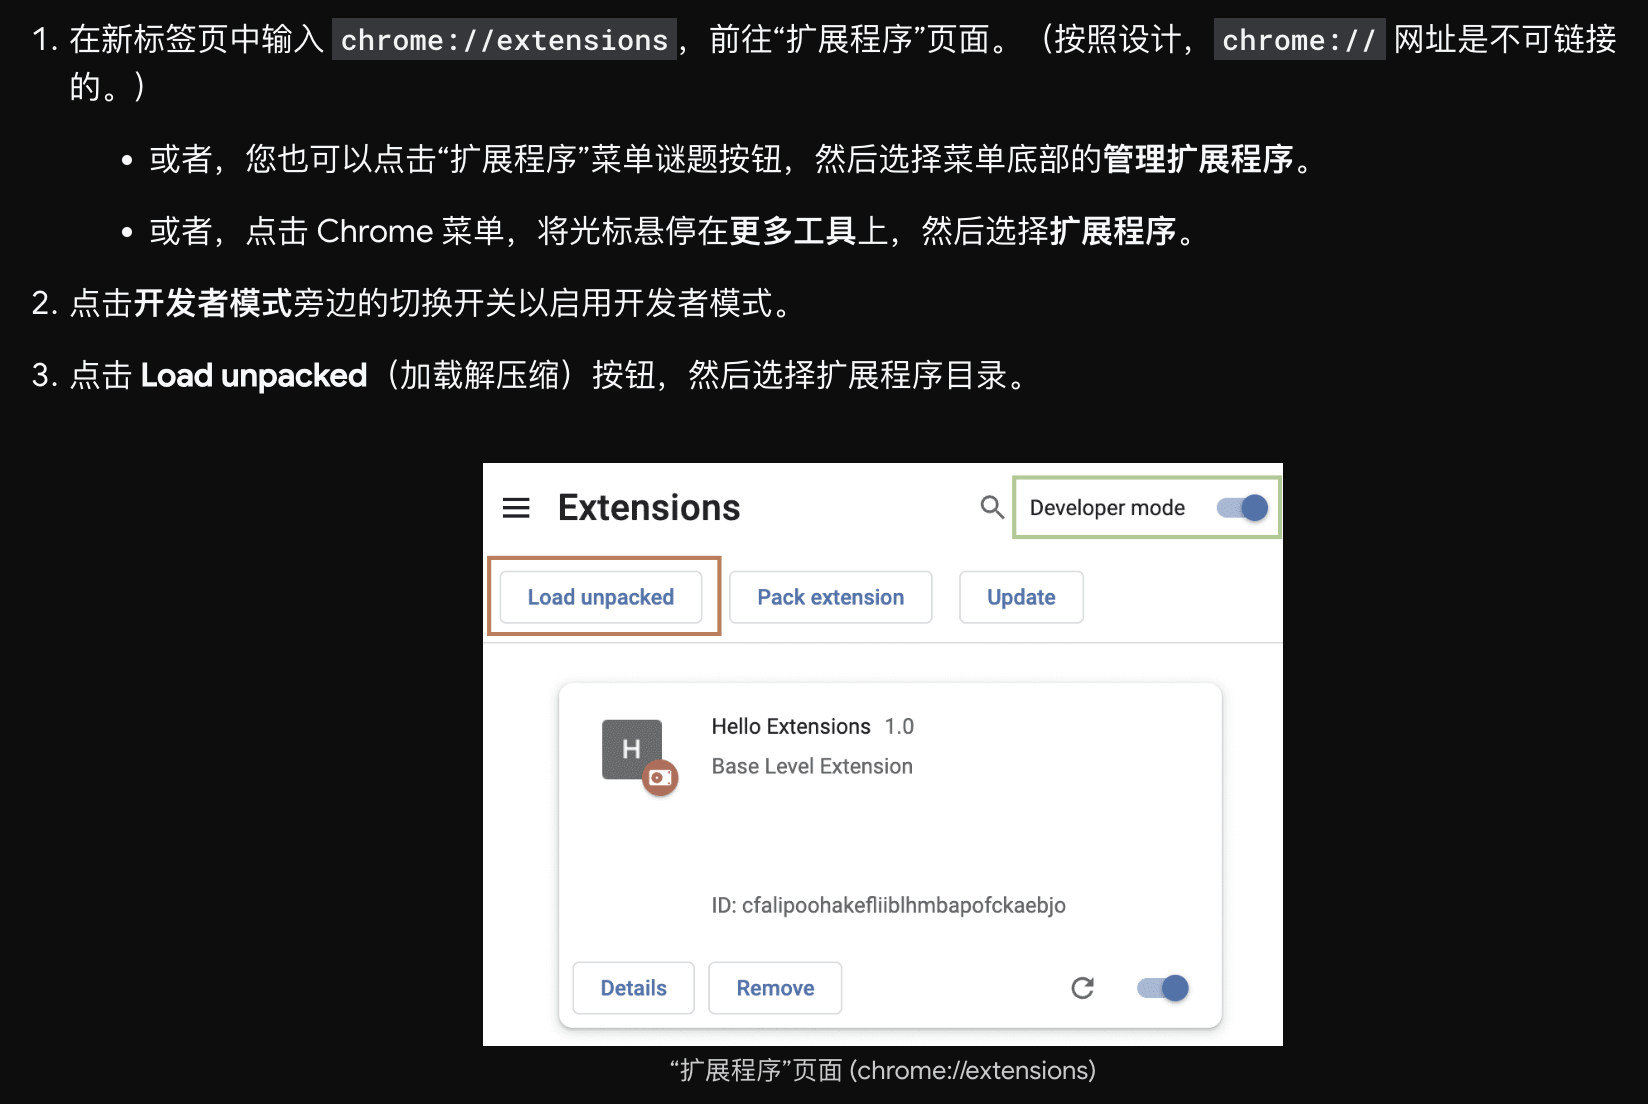 1. 在新标签页中输入 chrome://extensions，前往“扩展程序”页面。（按照设计，chrome:// 网址是不可链接
的。）
• 或者，您也可以点击“扩展程序”菜单谜题按钮，然后选择菜单底部的管理扩展程序。
• 或者，点击 Chrome 菜单，将光标悬停在更多工具上，然后选择扩展程序。
2. 点击开发者模式旁边的切换开关以启用开发者模式。
3. 点击 Load unpacked（加载解压缩）按钮，然后选择扩展程序目录。
Extensions
Developer mode
Load unpacked
Pack extension
Update
H
Hello Extensions 1.0
Base Level Extension
ID: cfalipoohakefliiblhmbapofckaebjo
Details
Remove
“扩展程序”页面 (chrome://extensions)